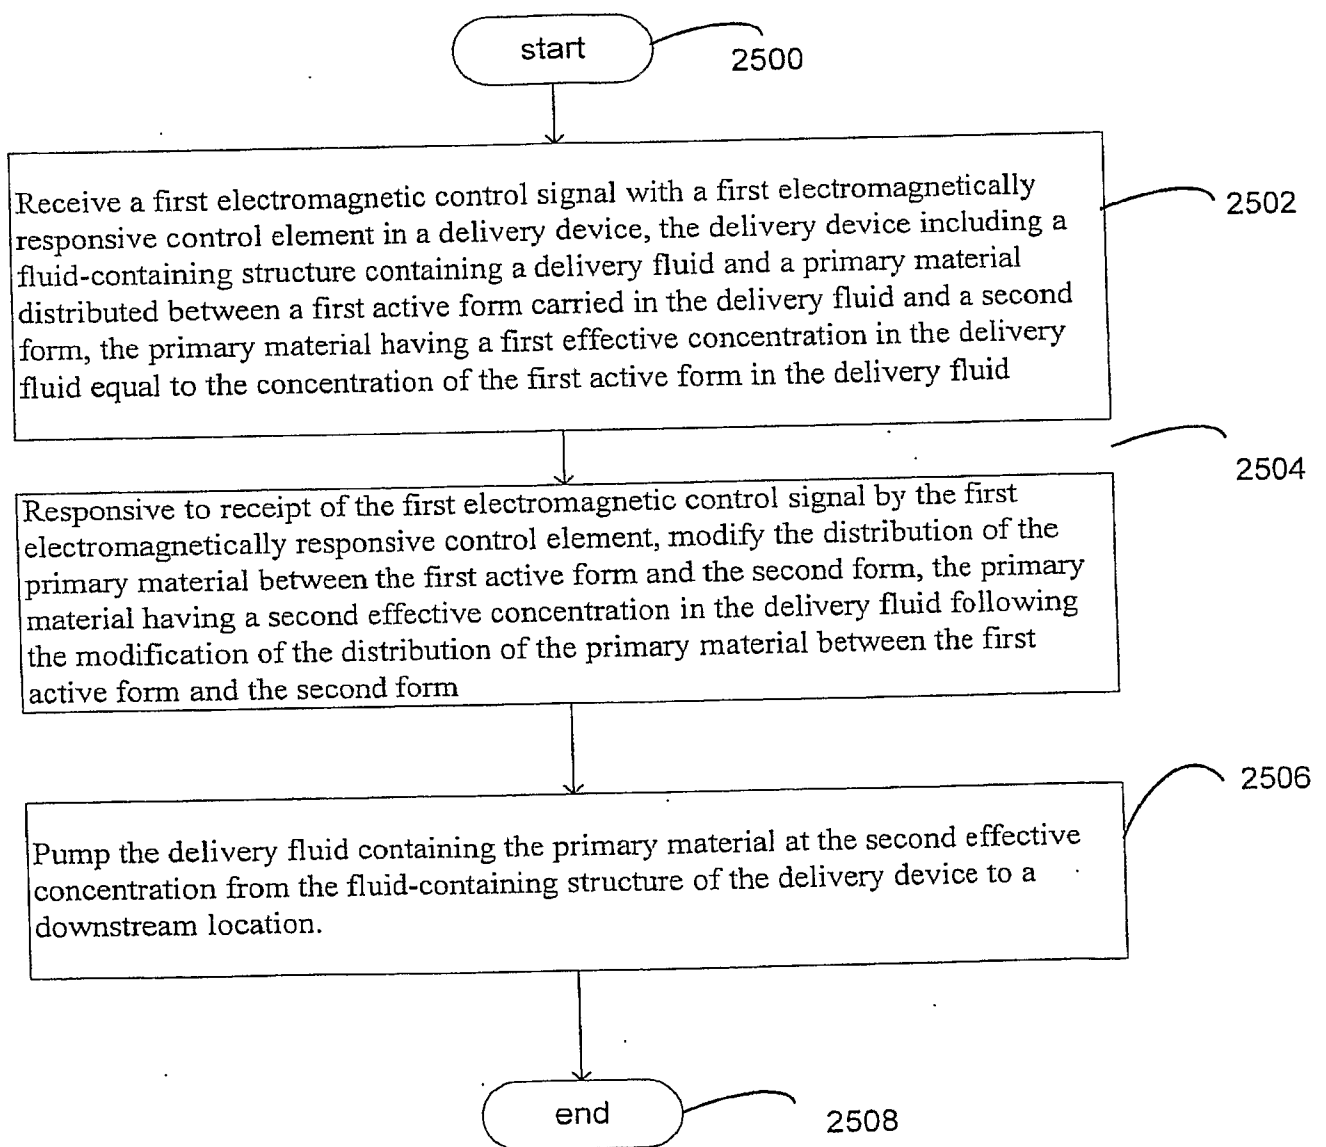 start
2500
Receive a first electromagnetic control signal with a first electromagnetically
responsive control element in a delivery device, the delivery device including a
fluid-containing structure containing a delivery fluid and a primary material
distributed between a first active form carried in the delivery fluid and a second
form, the primary material having a first effective concentration in the delivery
fluid equal to the concentration of the first active form in the delivery fluid
2502
2504
Responsive to receipt of the first electromagnetic control signal by the first
electromagnetically responsive control element, modify the distribution of the
primary material between the first active form and the second form, the primary
material having a second effective concentration in the delivery fluid following
the modification of the distribution of the primary material between the first
active form and the second form
2506
Pump the delivery fluid containing the primary material at the second effective
concentration from the fluid-containing structure of the delivery device to a
downstream location.
end
2508